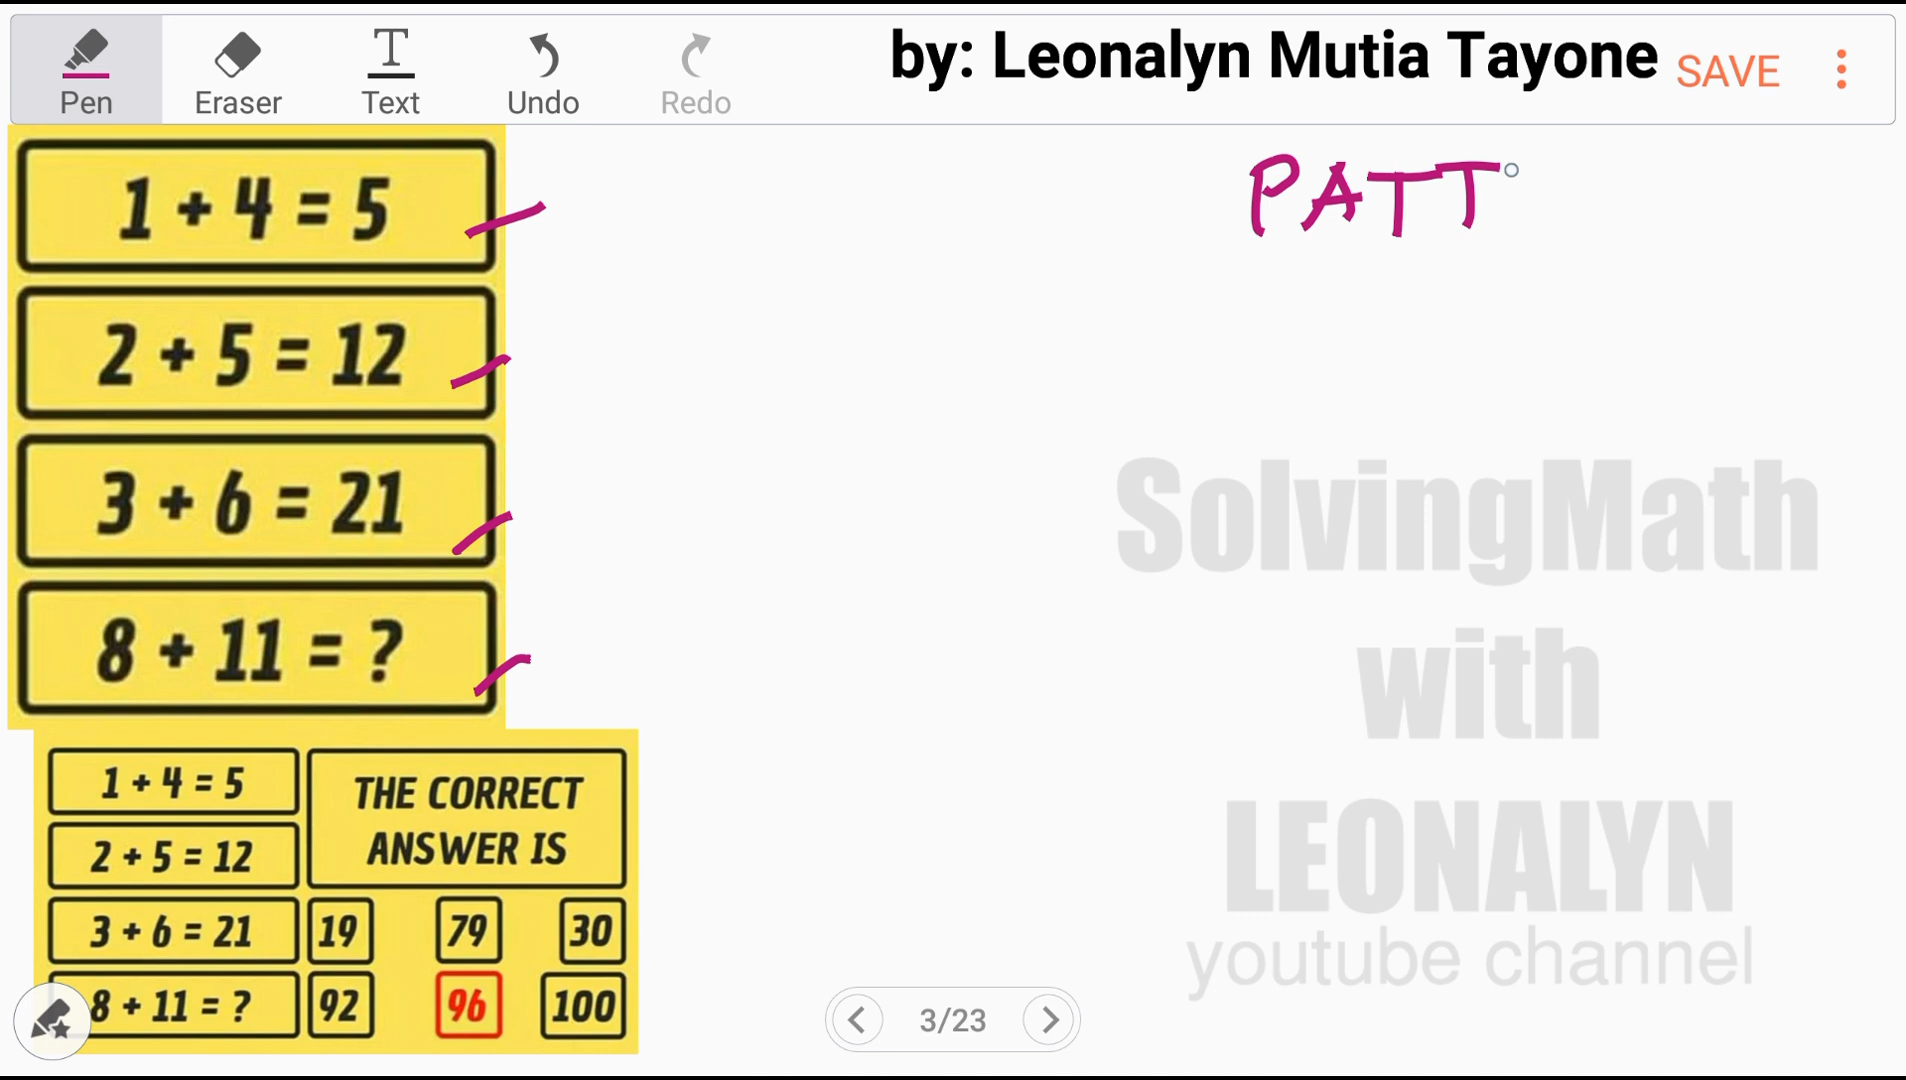 Pen
Eraser
Text
Undo
Redo
by: Leonalyn Mutia Tayone
SAVE
1 + 4 = 5
2 + 5 = 12
3 + 6 = 21
8 + 11 = ?
PATT
SolvingMath
with
LEONALYN
youtube channel
1 + 4 = 5
2 + 5 = 12
3 + 6 = 21
8 + 11 = ?
THE CORRECT
ANSWER IS
19 79 30
92 96 100
3/23